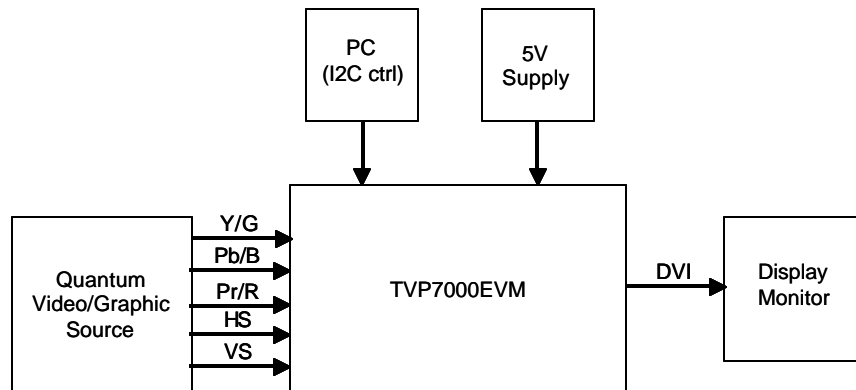 PC
(I2C ctrl)
5V
Supply
Y/G
Pb/B
Pr/R
HS
VS
Quantum
Video/Graphic
Source
TVP7000EVM
DVI
Display
Monitor